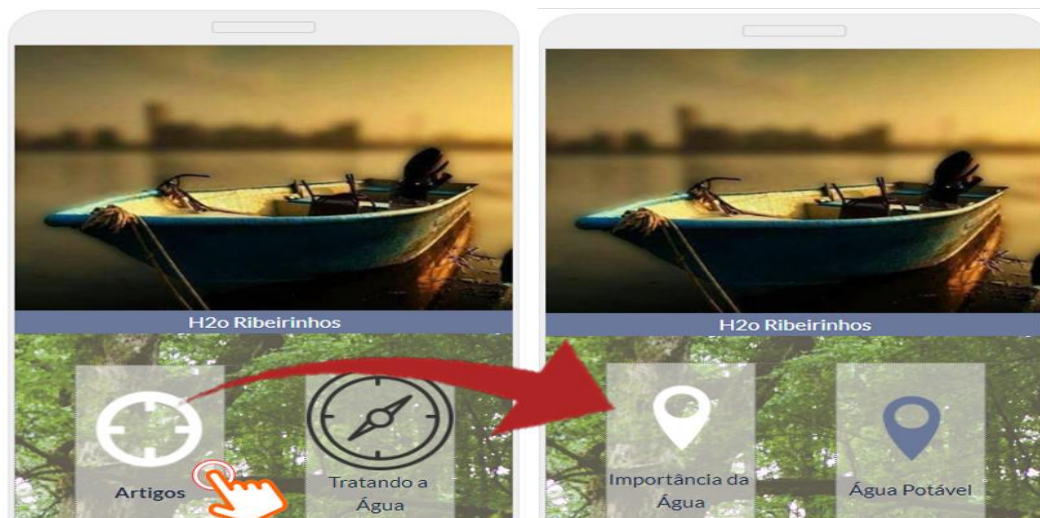 H2o Ribeirinhos
Artigos
Tratando a
Água
H2o Ribeirinhos
Importância da
Água
Água Potável